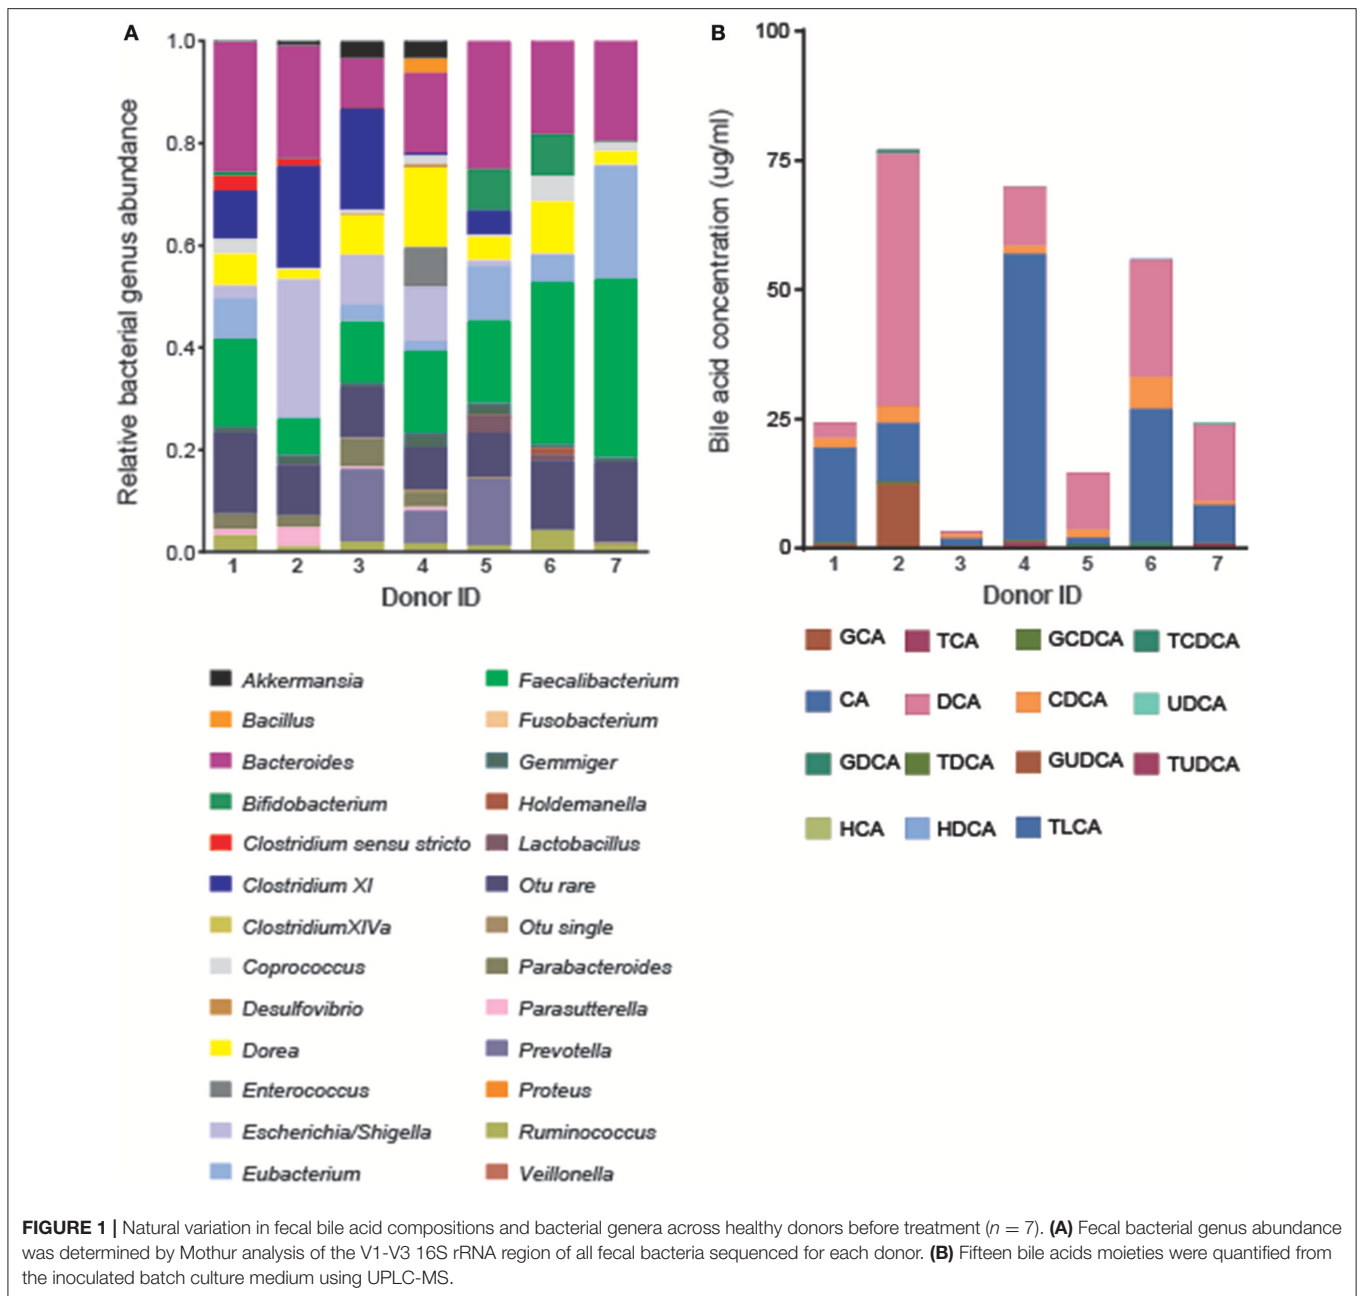 A
Relative bacterial genus abundance
1.0
0.8
0.6
0.4
0.2
0.0
1 2 3 4 5 6 7
Donor ID
B
Bile acid concentration (ug/ml)
100
75
50
25
0
1 2 3 4 5 6 7
Donor ID
GCA TCA GCDCA TCDCA
CA DCA CDCA UDCA
GDCA TDCA GUDCA TUDCA
HCA HDCA TLCA
Akkermansia Faecalibacterium
Bacillus Fusobacterium
Bacteroides Gemmiger
Bifidobacterium Holdemanella
Clostridium sensu stricto Lactobacillus
Clostridium XI Otu rare
ClostridiumXIVa Otu single
Coprococcus Parabacteroides
Desulfovibrio Parasutterella
Dorea Prevotella
Enterococcus Proteus
Escherichia/Shigella Ruminococcus
Eubacterium Veillonella
FIGURE 1 | Natural variation in fecal bile acid compositions and bacterial genera across healthy donors before treatment (n = 7). (A) Fecal bacterial genus abundance
was determined by Mothur analysis of the V1-V3 16S rRNA region of all fecal bacteria sequenced for each donor. (B) Fifteen bile acids moieties were quantified from
the inoculated batch culture medium using UPLC-MS.